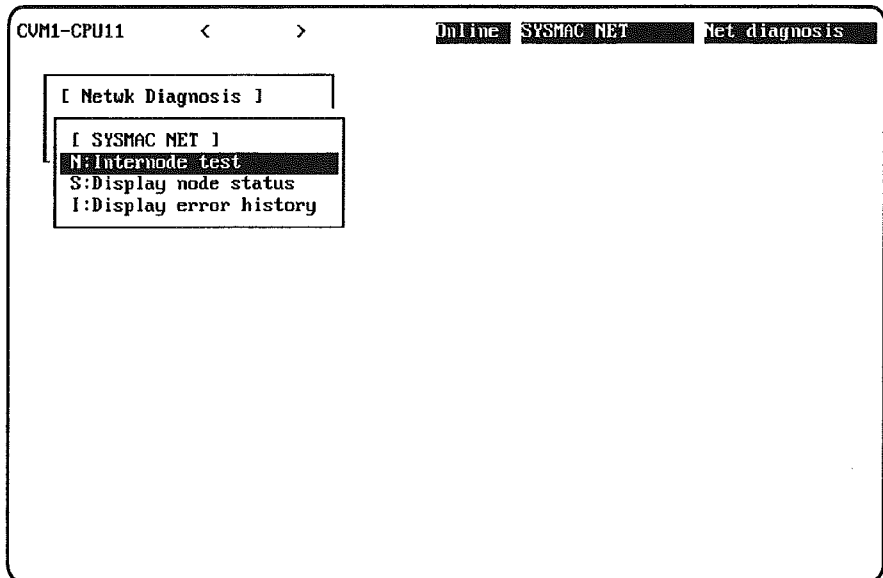 CVM1-CPU11 < > Online SYSMAC NET Net diagnosis
[ Netwk Diagnosis ]
[ SYSMAC NET ]
N:Internode test
S:Display node status
I:Display error history